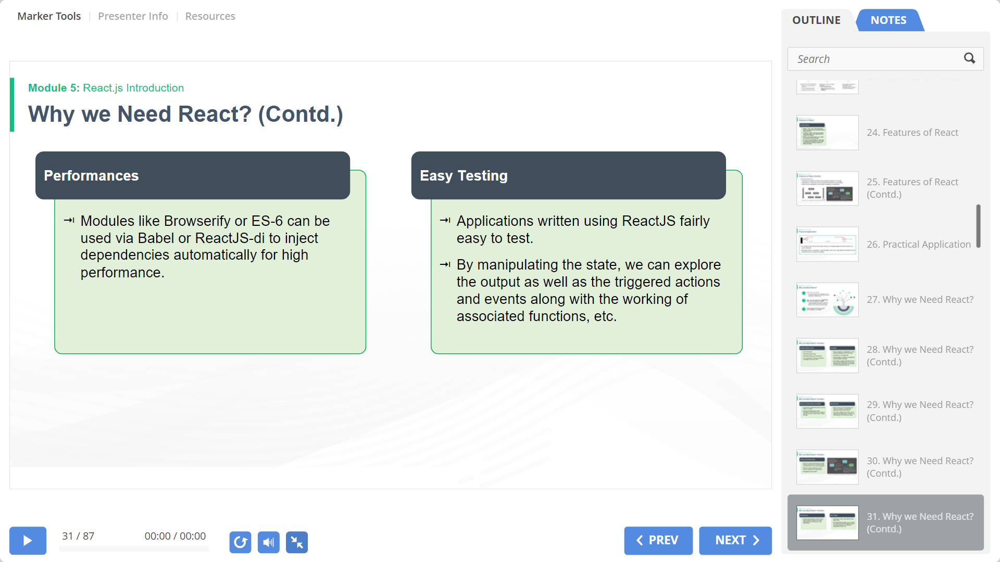 Marker Tools
Presenter Info
Resources
OUTLINE
NOTES
Search
Module 5: React.js Introduction
Why we Need React? (Contd.)
Performances
→ Modules like Browserify or ES-6 can be
used via Babel or ReactJS-di to inject
dependencies automatically for high
performance.
Easy Testing
→ Applications written using ReactJS fairly
easy to test.
→ By manipulating the state, we can explore
the output as well as the triggered actions
and events along with the working of
associated functions, etc.
24. Features of React
25. Features of React
(Contd.)
26. Practical Application
27. Why we Need React?
28. Why we Need React?
(Contd.)
29. Why we Need React?
(Contd.)
30. Why we Need React?
(Contd.)
31. Why we Need React?
(Contd.)
31 / 87
00:00 / 00:00
PREV
NEXT